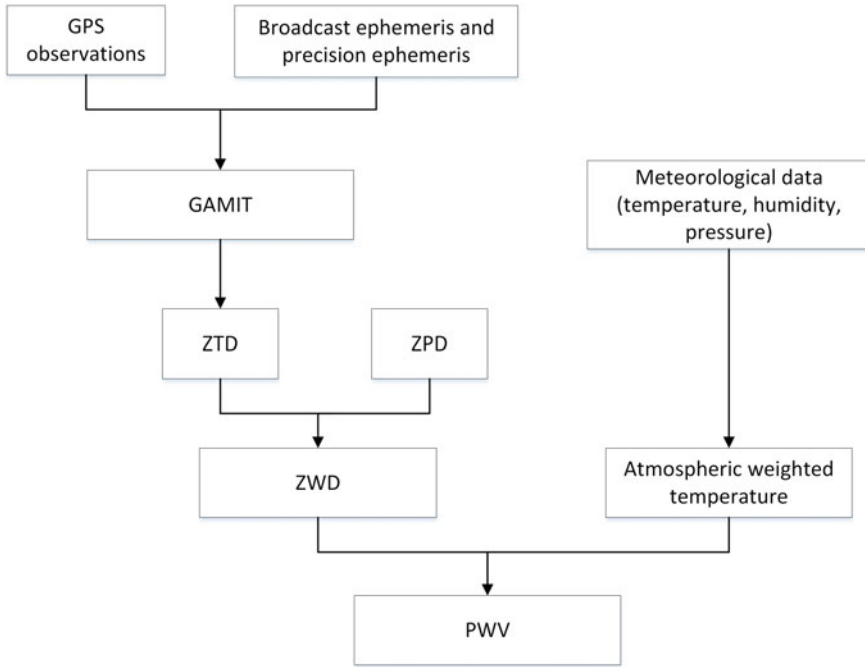 GPS
observations
Broadcast ephemeris and
precision ephemeris
GAMIT
Meteorological data
(temperature, humidity,
pressure)
ZTD
ZPD
ZWD
Atmospheric weighted
temperature
PWV